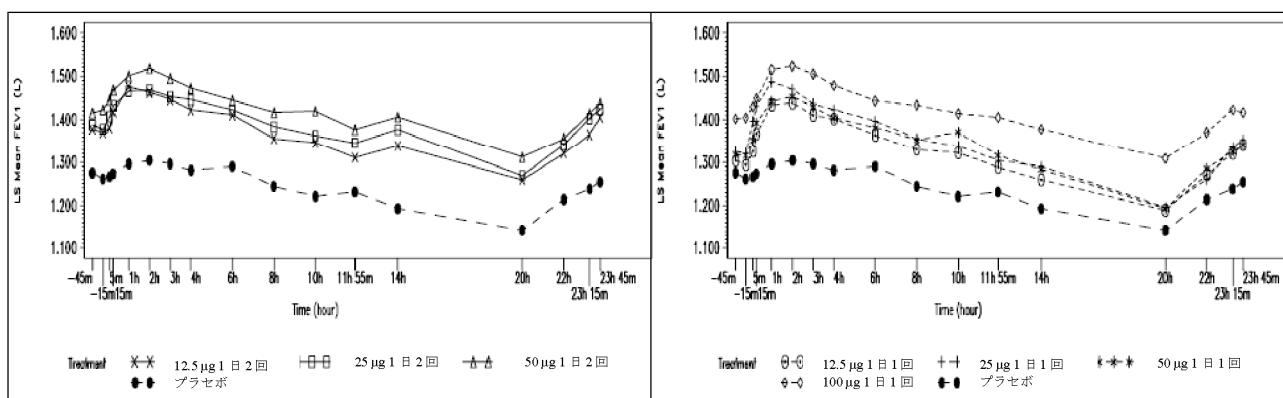 1.600
1.500
1.400
1.300
1.200
1.100
LS Mean FEV1 (L)
−45m 5m 1h 2h 3h 4h 6h 8h 10h 11h 55m 14h 20h 22h 23h 45m
−15m 15m 23h 15m
Time (hour)
Treatment 12.5 µg 1 日 2 回 25 µg 1 日 2 回 50 µg 1 日 2 回
プラセボ
1.600
1.500
1.400
1.300
1.200
1.100
LS Mean FEV1 (L)
−45m 5m 1h 2h 3h 4h 6h 8h 10h 11h 55m 14h 20h 22h 23h 45m
−15m 15m 23h 15m
Time (hour)
Treatment 12.5 µg 1 日 1 回 25 µg 1 日 1 回 50 µg 1 日 1 回
100 µg 1 日 1 回 プラセボ